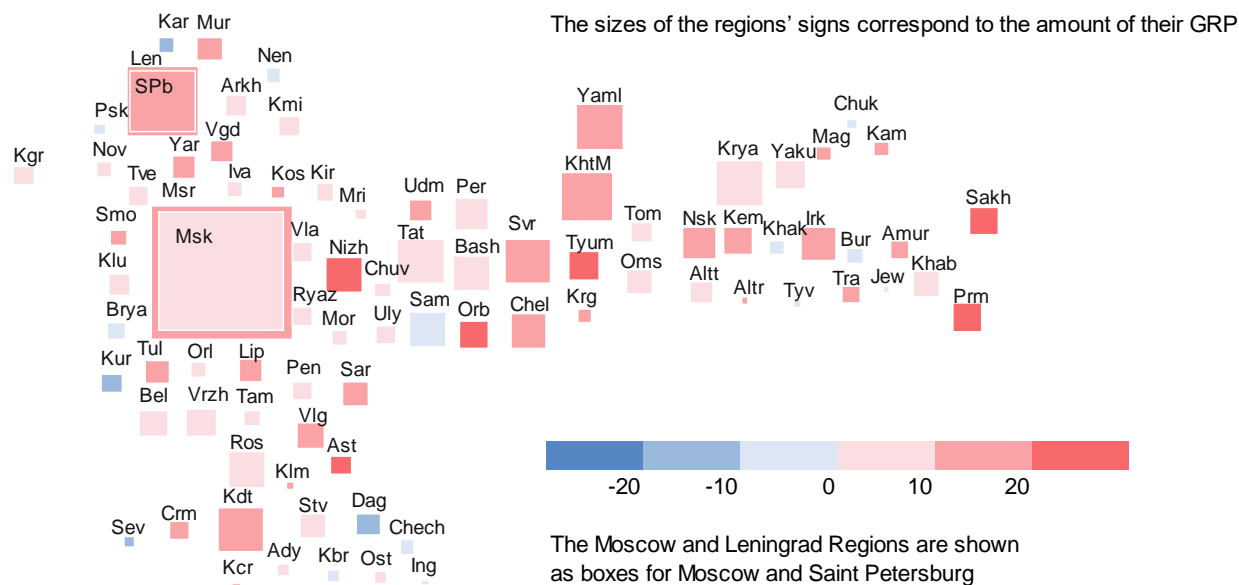 The sizes of the regions' signs correspond to the amount of their GRP
Kar
Mur
Len
SPb
Nen
Arkh
Kmi
Psk
Vgd
Yar
Nov
Kgr
Tve
Msr
Iva
Kos
Kir
Mri
Smo
Msk
Vla
Klu
Nizh
Chuv
Ryaz
Brya
Mor
Uly
Kur
Tul
Orl
Lip
Pen
Sar
Bel
Vrzh
Tam
Vlg
Ros
Ast
Klm
Kdt
Stv
Dag
Sev
Crm
Chech
Ady
Kbr
Ost
Ing
Kcr
Udm
Per
Tat
Bash
Svr
Sam
Orb
Chel
Yaml
KhtM
Tyum
Tom
Oms
Krg
Krya
Yaku
Mag
Chuk
Kam
Nsk
Kem
Khak
Irk
Bur
Amur
Sakh
Khab
Altt
Altr
Tyv
Tra
Jew
Prm
-20 -10 0 10 20
The Moscow and Leningrad Regions are shown
as boxes for Moscow and Saint Petersburg